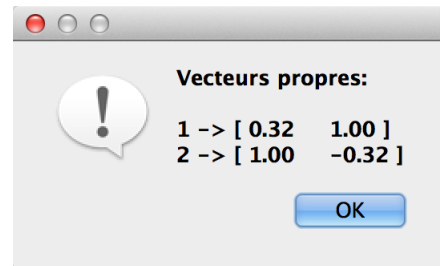 Vecteurs propres:
1 -> [ 0.32 1.00 ]
2 -> [ 1.00 -0.32 ]
OK